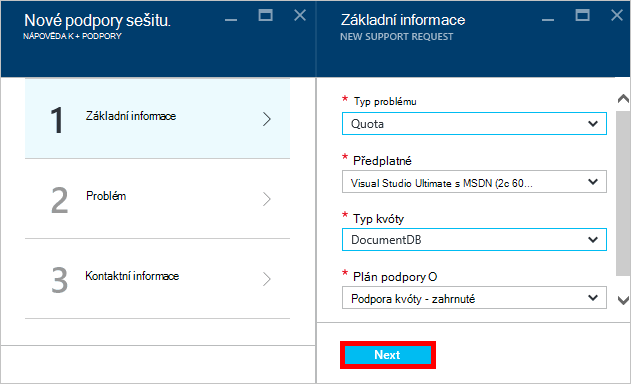 Nové podpory sešitu.
NÁPOVĚDA K + PODPORY
1 Základní informace
2 Problém
3 Kontaktní informace
Základní informace
NEW SUPPORT REQUEST
* Typ problému
Quota
* Předplatné
Visual Studio Ultimate s MSDN (2c 60...
* Typ kvóty
DocumentDB
* Plán podpory O
Podpora kvóty - zahrnuté
Next